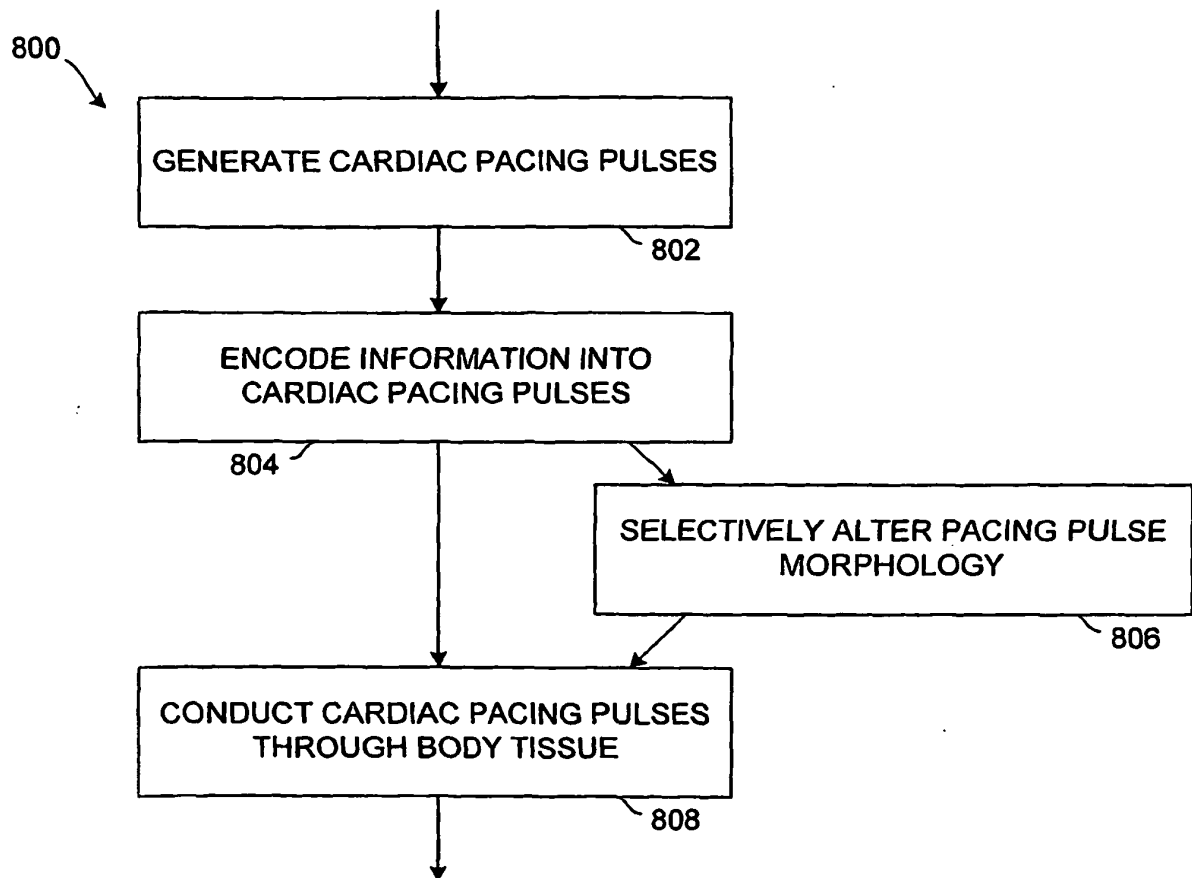 800
GENERATE CARDIAC PACING PULSES
802
ENCODE INFORMATION INTO
CARDIAC PACING PULSES
804
SELECTIVELY ALTER PACING PULSE
MORPHOLOGY
806
CONDUCT CARDIAC PACING PULSES
THROUGH BODY TISSUE
808